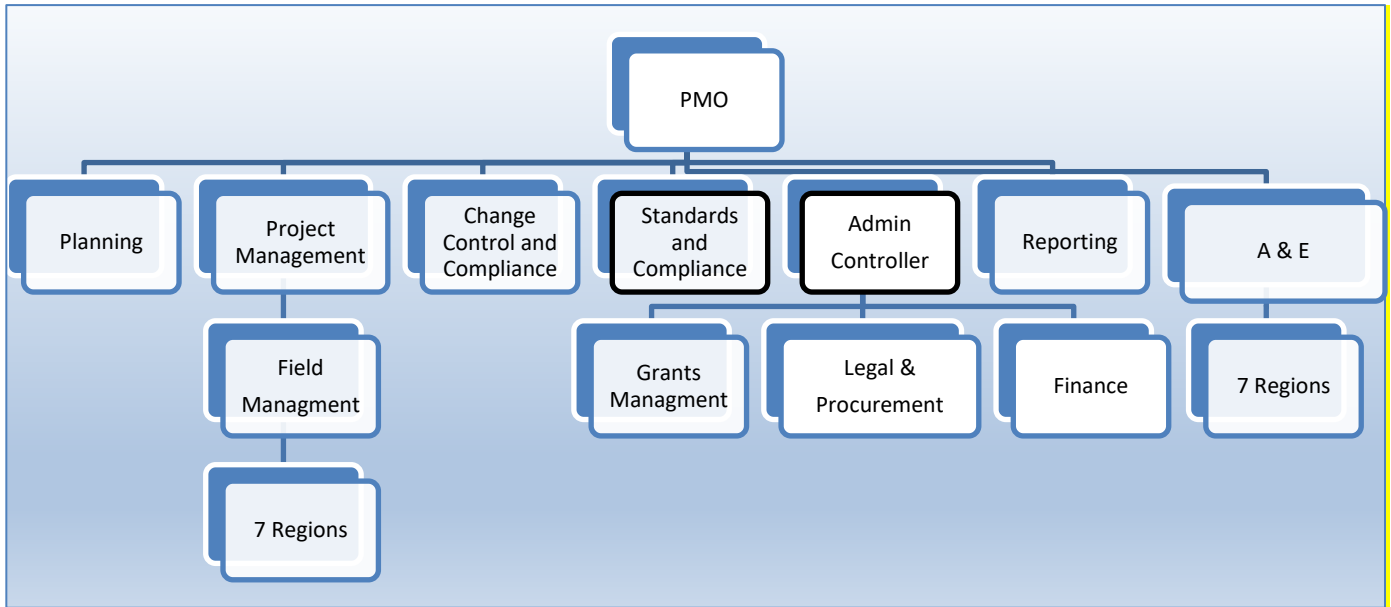 PMO
Planning
Project
Management
Change
Control and
Compliance
Standards
and
Compliance
Admin
Controller
Reporting
A & E
Field
Managment
Grants
Managment
Legal &
Procurement
Finance
7 Regions
7 Regions